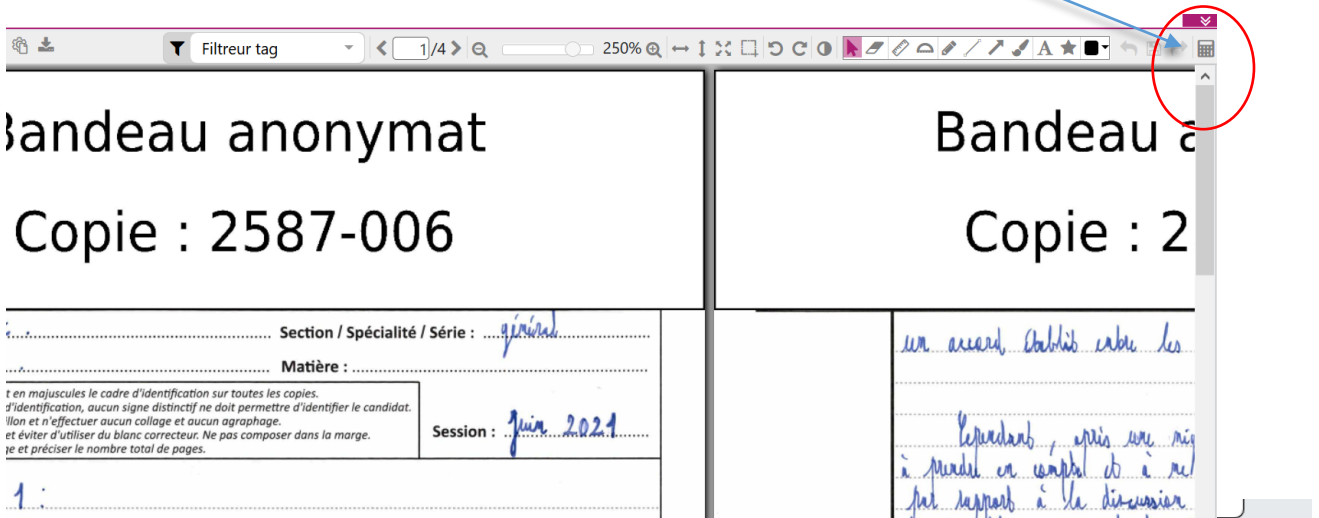 Filtreur tag
1/4
250%
A
Bandeau anonymat
Copie : 2587-006
Section / Spécialité / Série : général
Matière :
t en majuscules le cadre d'identification sur toutes les copies.
d'identification, aucun signe distinctif ne doit permettre d'identifier le candidat.
llon et n'effectuer aucun collage et aucun agraphage.
et éviter d'utiliser du blanc correcteur. Ne pas composer dans la marge.
ge et préciser le nombre total de pages.
Session : Juin 2021
1 :
Bandeau a
Copie : 2
un accord établit entre les
Cependant, après une mi
à prendre en compte et à
par rapport à la discussion